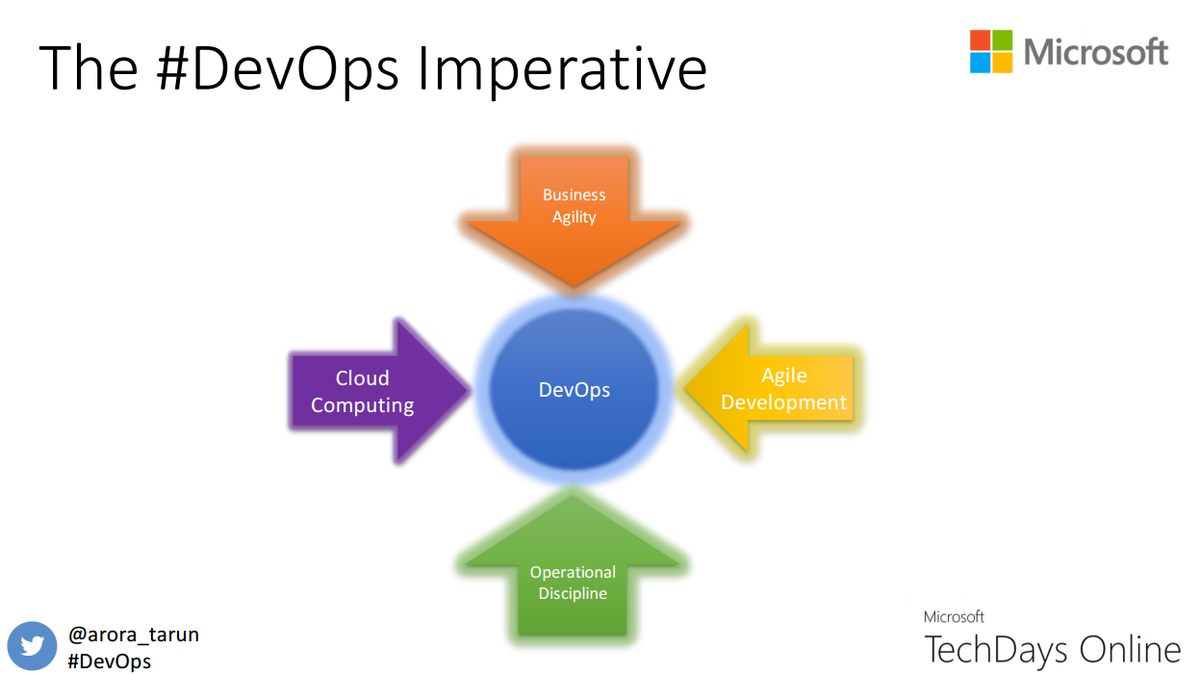 The #DevOps Imperative
Microsoft
Business
Agility
Cloud
Computing
DevOps
Agile
Development
Operational
Discipline
@arora_tarun
#DevOps
Microsoft
TechDays Online